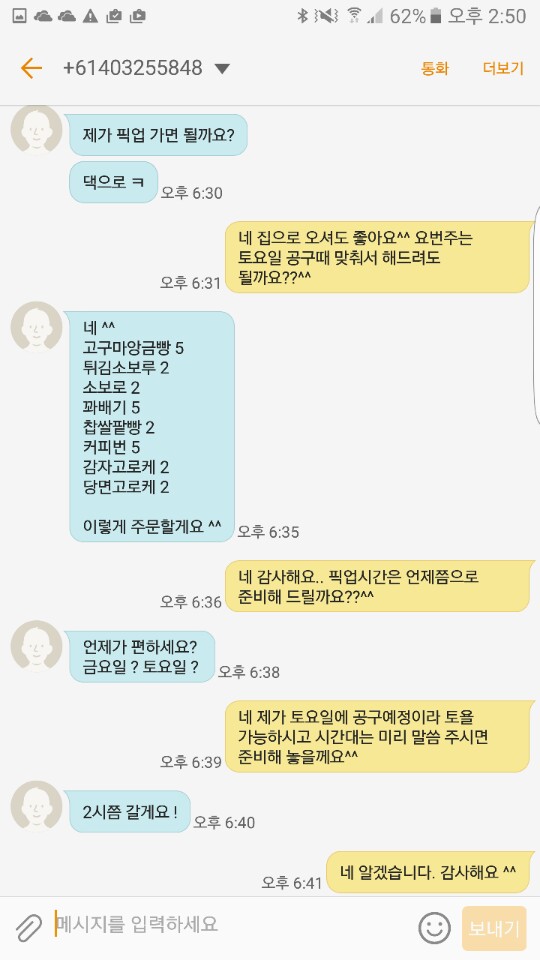 62% 오후 2:50
+61403255848
통화
더보기
제가 픽업 가면 될까요?
댁으로 ㅋ
오후 6:30
네 집으로 오셔도 좋아요^^ 요번주는
토요일 공구때 맞춰서 해드려도
될까요??^^
오후 6:31
네 ^^
고구마앙금빵 5
튀김소보루 2
소보로 2
꽈배기 5
찹쌀팥빵 2
커피번 5
감자고로케 2
당면고로케 2
이렇게 주문할게요 ^^
오후 6:35
네 감사해요.. 픽업시간은 언제쯤으로
준비해 드릴까요??^^
오후 6:36
언제가 편하세요?
금요일 ? 토요일 ?
오후 6:38
네 제가 토요일에 공구예정이라 토욜
가능하시고 시간대는 미리 말씀 주시면
준비해 놓을께요^^
오후 6:39
2시쯤 갈게요 !
오후 6:40
네 알겠습니다. 감사해요 ^^
오후 6:41
메시지를 입력하세요
보내기